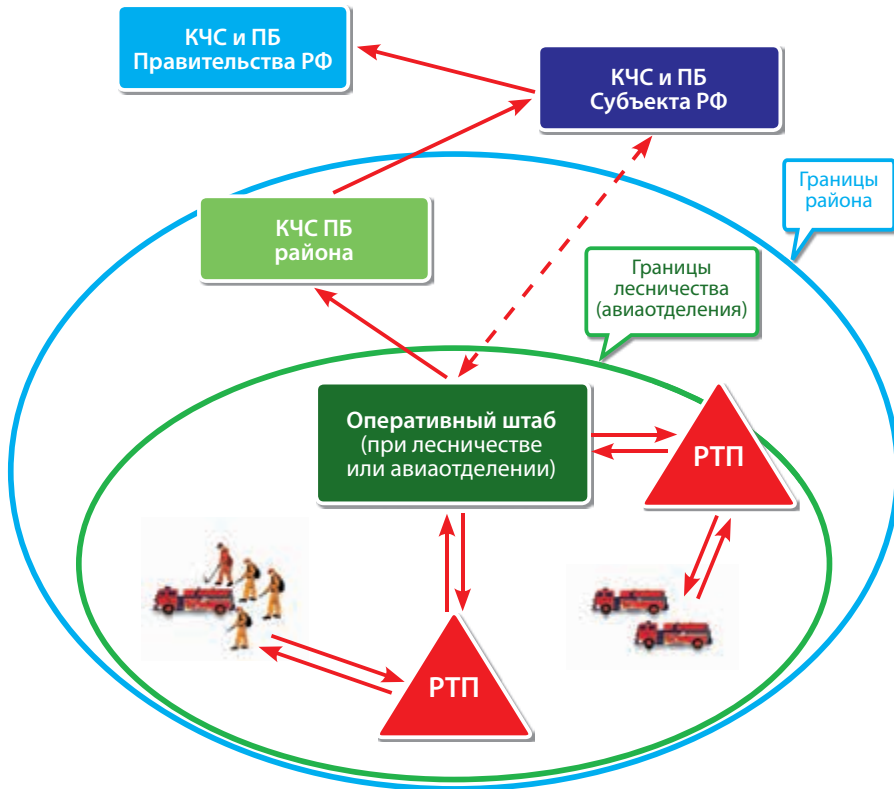 КЧС и ПБ
Правительства РФ
КЧС и ПБ
Субъекта РФ
Границы
района
КЧС ПБ
района
Границы
лесничества
(авиаотделения)
Оперативный штаб
(при лесничестве
или авиаотделении)
РТП
РТП